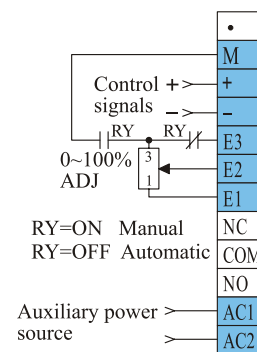 •
M
Control + +
signals
− −
RY RY E3
3
0~100% E2
ADJ
1
E1
RY=ON Manual NC
RY=OFF Automatic COM
NO
Auxiliary power AC1
source AC2